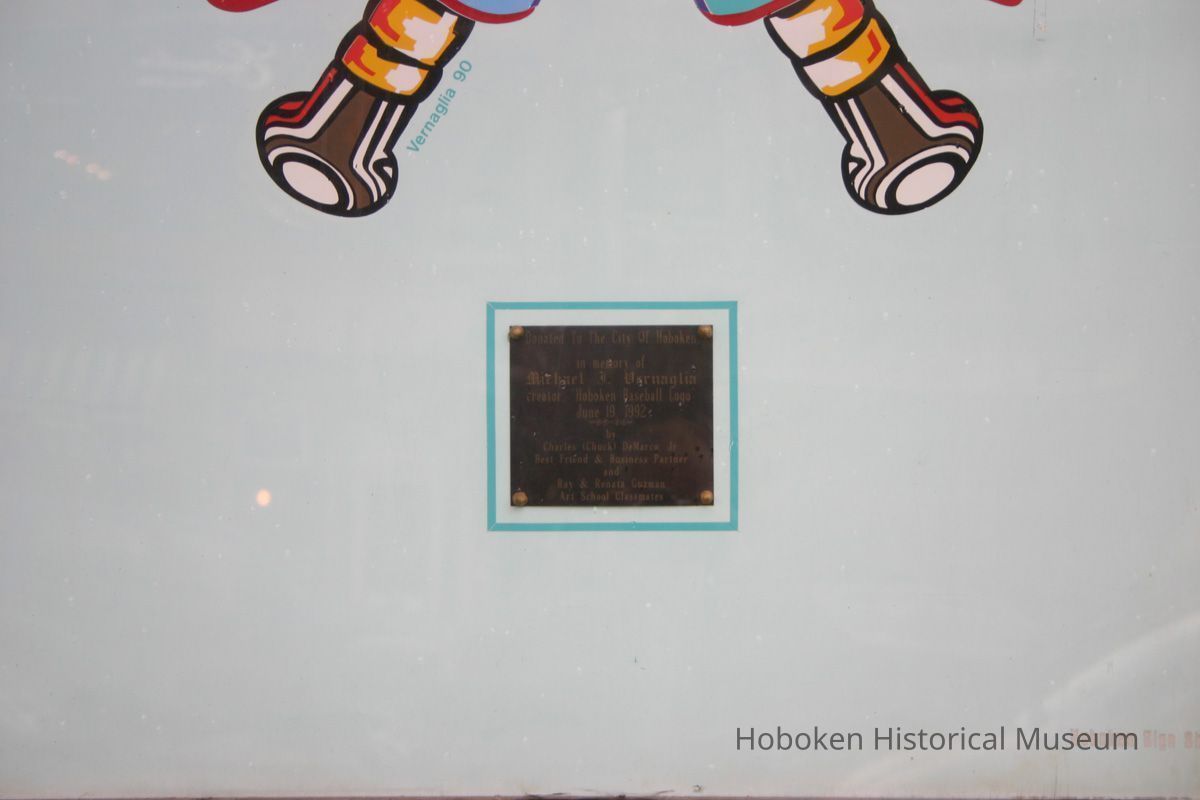 Vernaglia 90
Donated To The City Of Hoboken
in memory of
Michael J. Vernaglia
creator Hoboken Baseball Logo
June 19, 1992
by
Charles (Chuck) DeMarco Jr
Best Friend & Business Partner
and
Ray & Renata Guzman
Art School Classmates
Hoboken Historical Museum
Sign